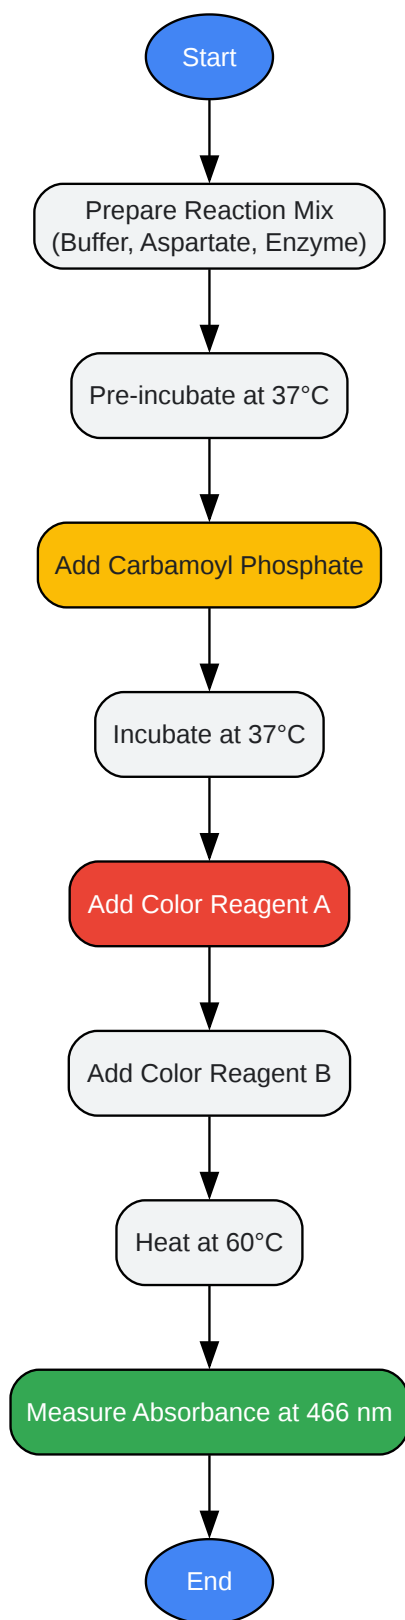 Start
Prepare Reaction Mix
(Buffer, Aspartate, Enzyme)
Pre-incubate at 37°C
Add Carbamoyl Phosphate
Incubate at 37°C
Add Color Reagent A
Add Color Reagent B
Heat at 60°C
Measure Absorbance at 466 nm
End